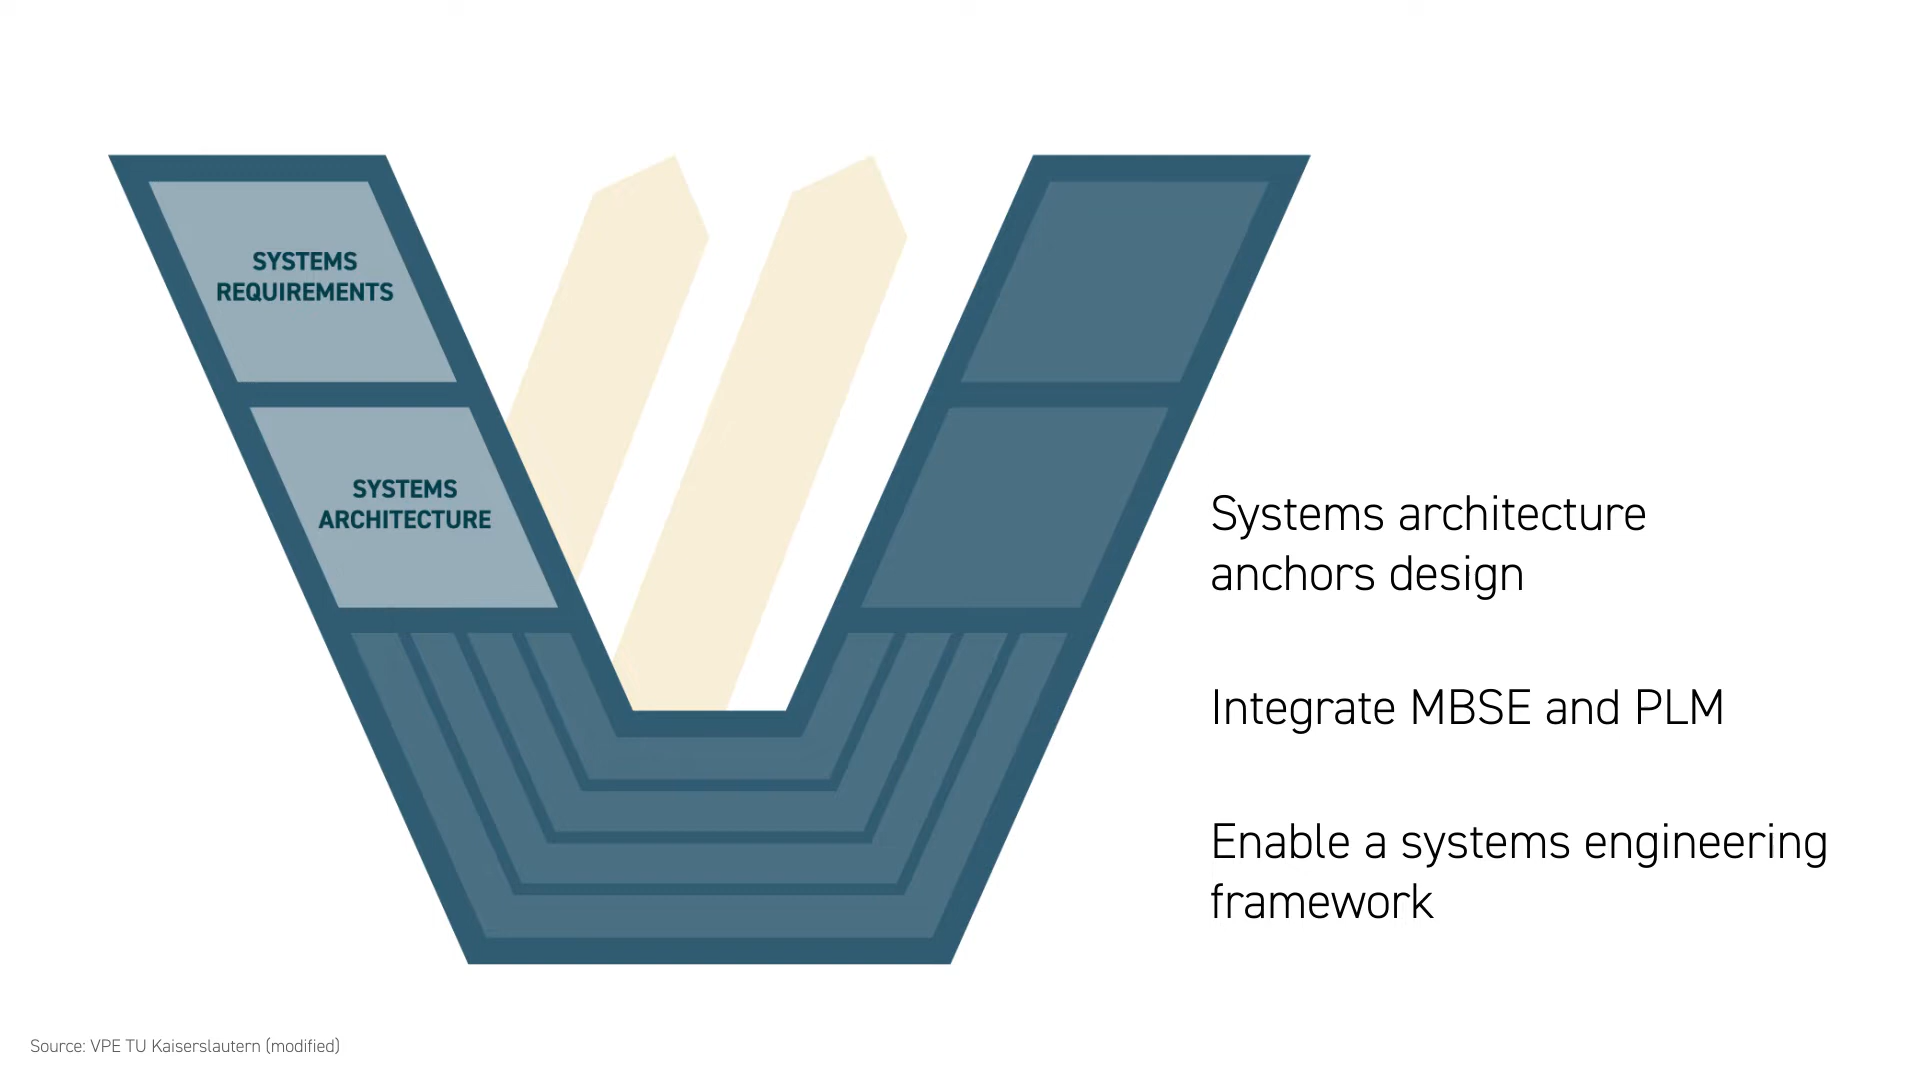 SYSTEMS
REQUIREMENTS
SYSTEMS
ARCHITECTURE
Systems architecture
anchors design
Integrate MBSE and PLM
Enable a systems engineering
framework
Source: VPE TU Kaiserslautern (modified)